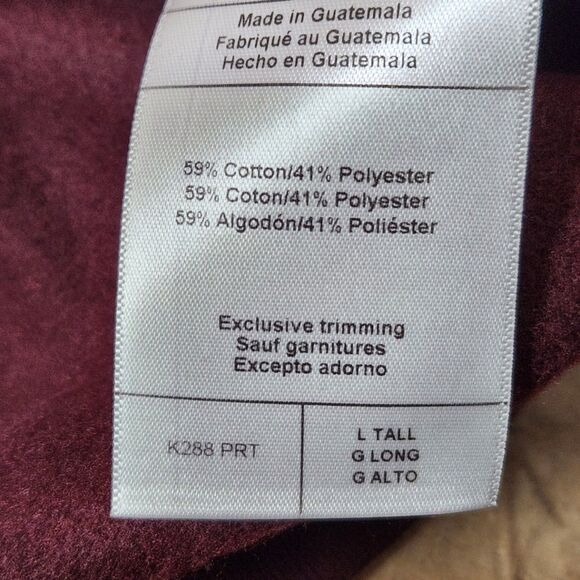 Made in Guatemala
Fabriqué au Guatemala
Hecho en Guatemala
59% Cotton/41% Polyester
59% Coton/41% Polyester
59% Algodón/41% Poliéster
Exclusive trimming
Sauf garnitures
Excepto adorno
K288 PRT
L TALL
G LONG
G ALTO